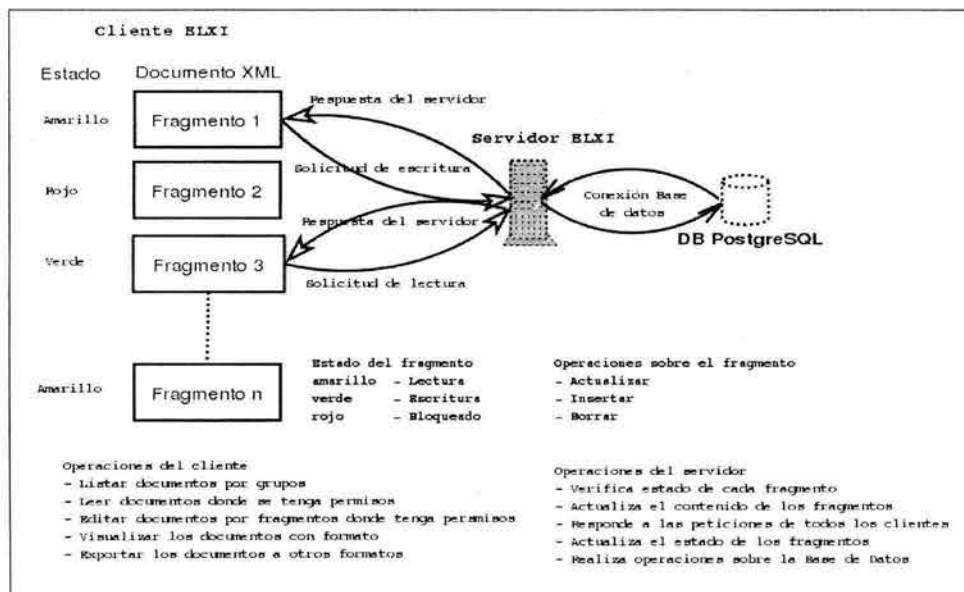 Cliente ELXI
Estado Documento XML
Amarillo Fragmento 1
Respuesta del servidor
Servidor ELXI
Solicitud de escritura
Rojo Fragmento 2
Conexión Base
de datos
Respuesta del servidor
DB PostgreSQL
Verde Fragmento 3
Solicitud de lectura
Amarillo Fragmento n
Estado del fragmento
amarillo - Lectura
verde - Escritura
rojo - Bloqueado
Operaciones sobre el fragmento
- Actualizar
- Insertar
- Borrar
Operaciones del cliente
- Listar documentos por grupos
- Leer documentos donde se tenga permisos
- Editar documentos por fragmentos donde tenga persmisos
- Visualizar los documentos con formato
- Exportar los documentos a otros formatos
Operaciones del servidor
- Verifica estado de cada fragmento
- Actualiza el contenido de los fragmentos
- Responde a las peticiones de todos los clientes
- Actualiza el estado de los fragmentos
- Realiza operaciones sobre la Base de Datos